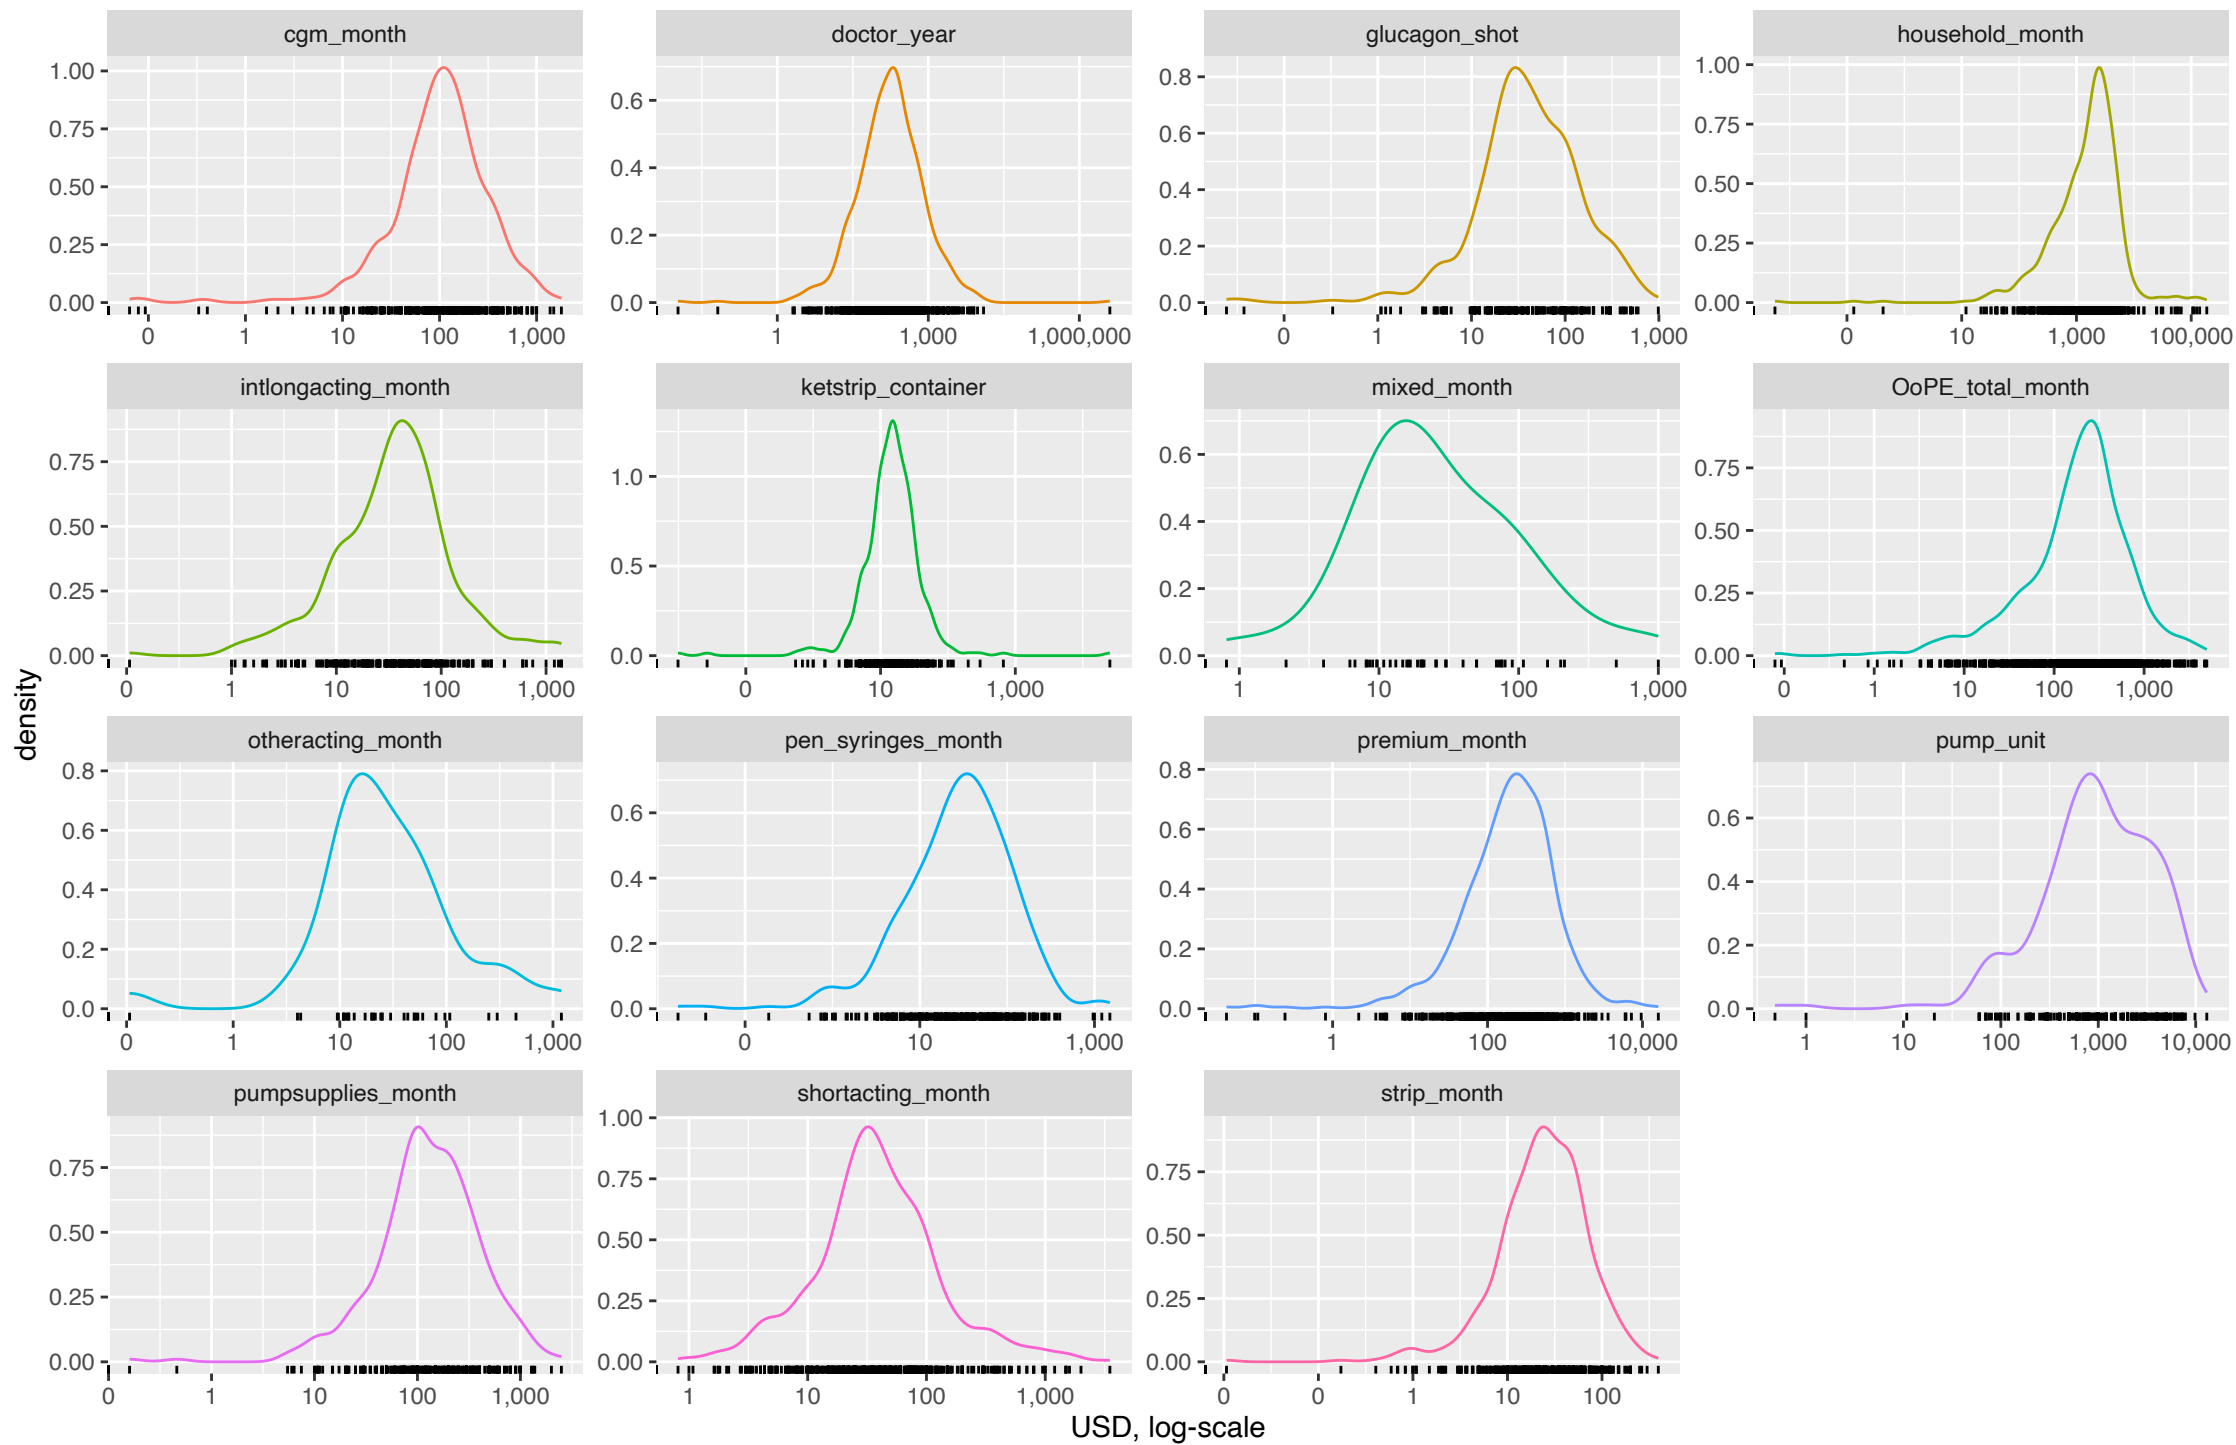 cgm_month
doctor_year
glucagon_shot
household_month
1.00
0.75
0.50
0.25
0.00
0 1 10 100 1,000
0.6
0.4
0.2
0.0
1 1,000 1,000,000
0.8
0.6
0.4
0.2
0.0
0 1 10 100 1,000
1.00
0.75
0.50
0.25
0.00
0 10 1,000 100,000
intlongacting_month
ketstrip_container
mixed_month
OoPE_total_month
0.75
0.50
0.25
0.00
0 1 10 100 1,000
1.0
0.5
0.0
0 10 1,000
0.6
0.4
0.2
0.0
1 10 100 1,000
0.75
0.50
0.25
0.00
0 1 10 100 1,000
density
otheracting_month
pen_syringes_month
premium_month
pump_unit
0.8
0.6
0.4
0.2
0.0
0 1 10 100 1,000
0.6
0.4
0.2
0.0
0 10 1,000
0.8
0.6
0.4
0.2
0.0
1 100 10,000
0.6
0.4
0.2
0.0
1 10 100 1,000 10,000
pumpsupplies_month
shortacting_month
strip_month
0.75
0.50
0.25
0.00
0 1 10 100 1,000
1.00
0.75
0.50
0.25
0.00
1 10 100 1,000
0.75
0.50
0.25
0.00
0 0 1 10 100
USD, log-scale